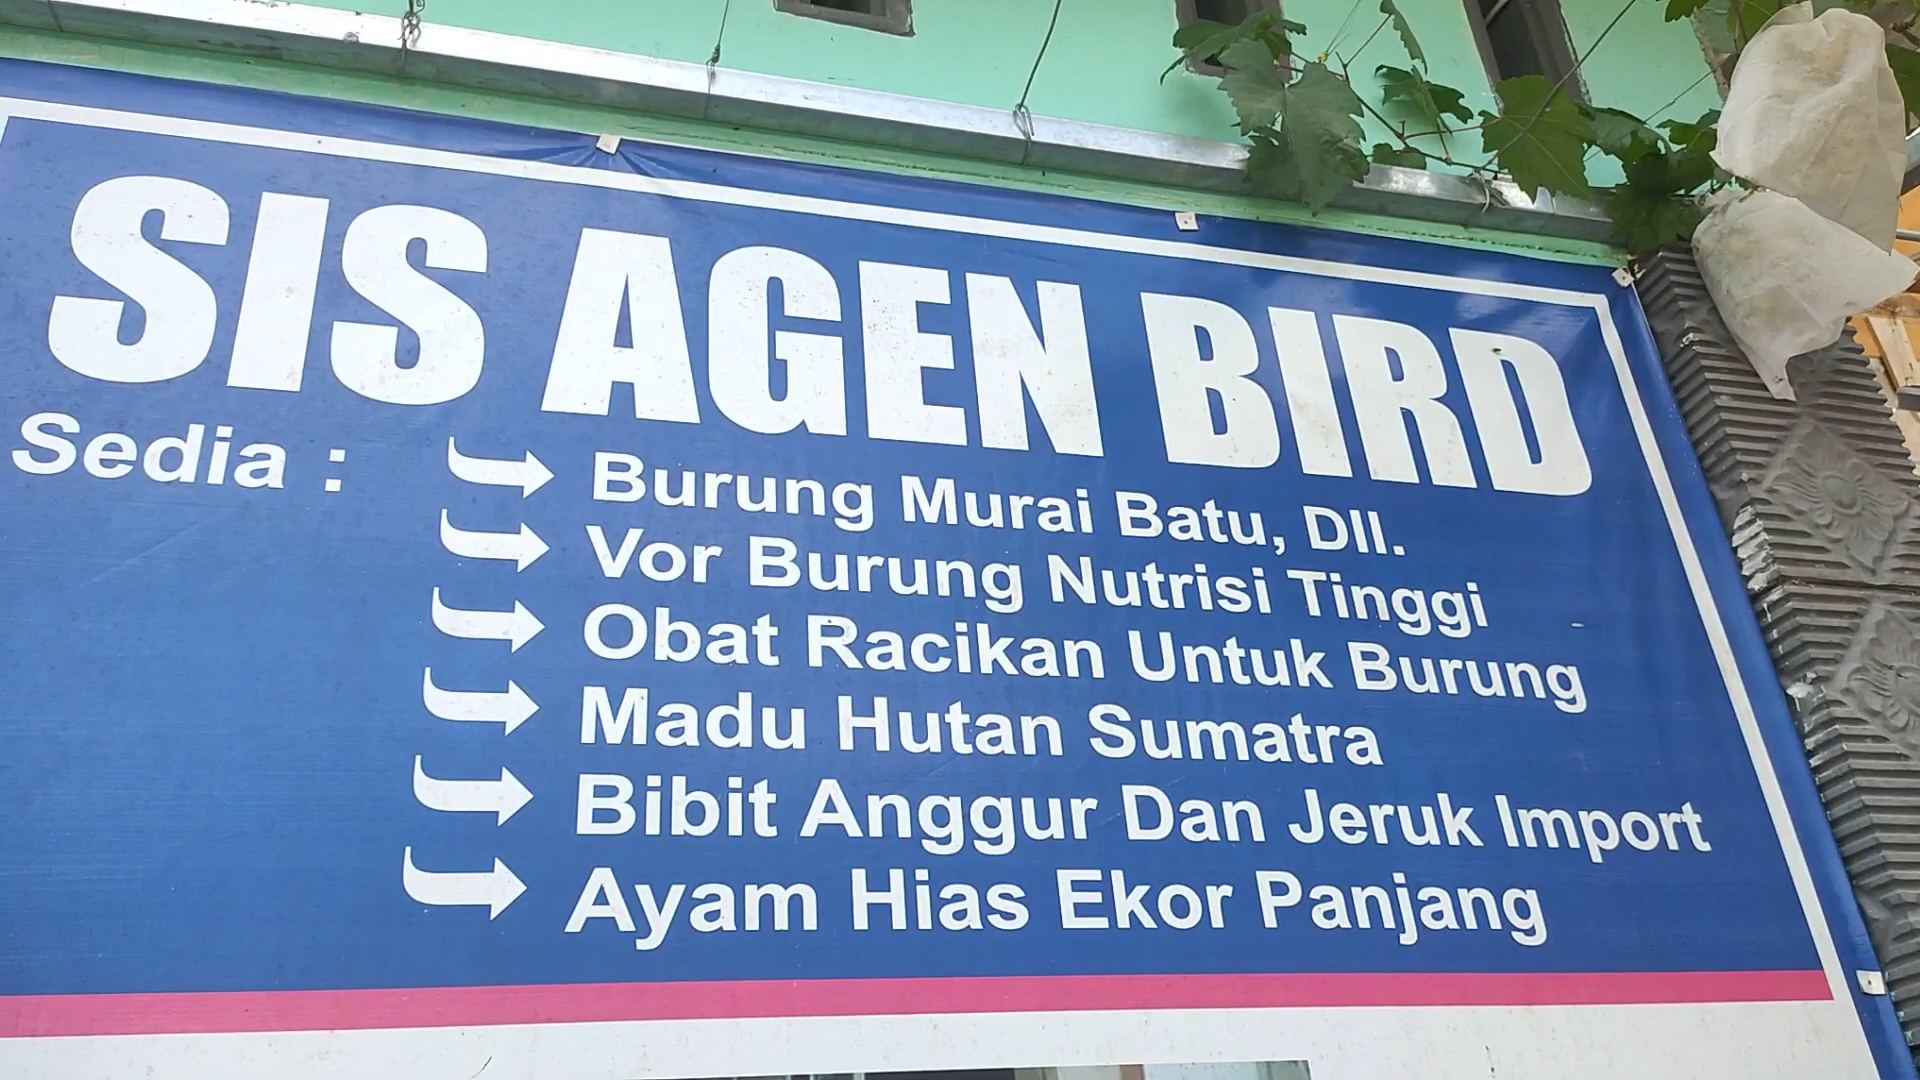 SIS AGEN BIRD
Sedia :
Burung Murai Batu, Dll.
Vor Burung Nutrisi Tinggi
Obat Racikan Untuk Burung
Madu Hutan Sumatra
Bibit Anggur Dan Jeruk Import
Ayam Hias Ekor Panjang